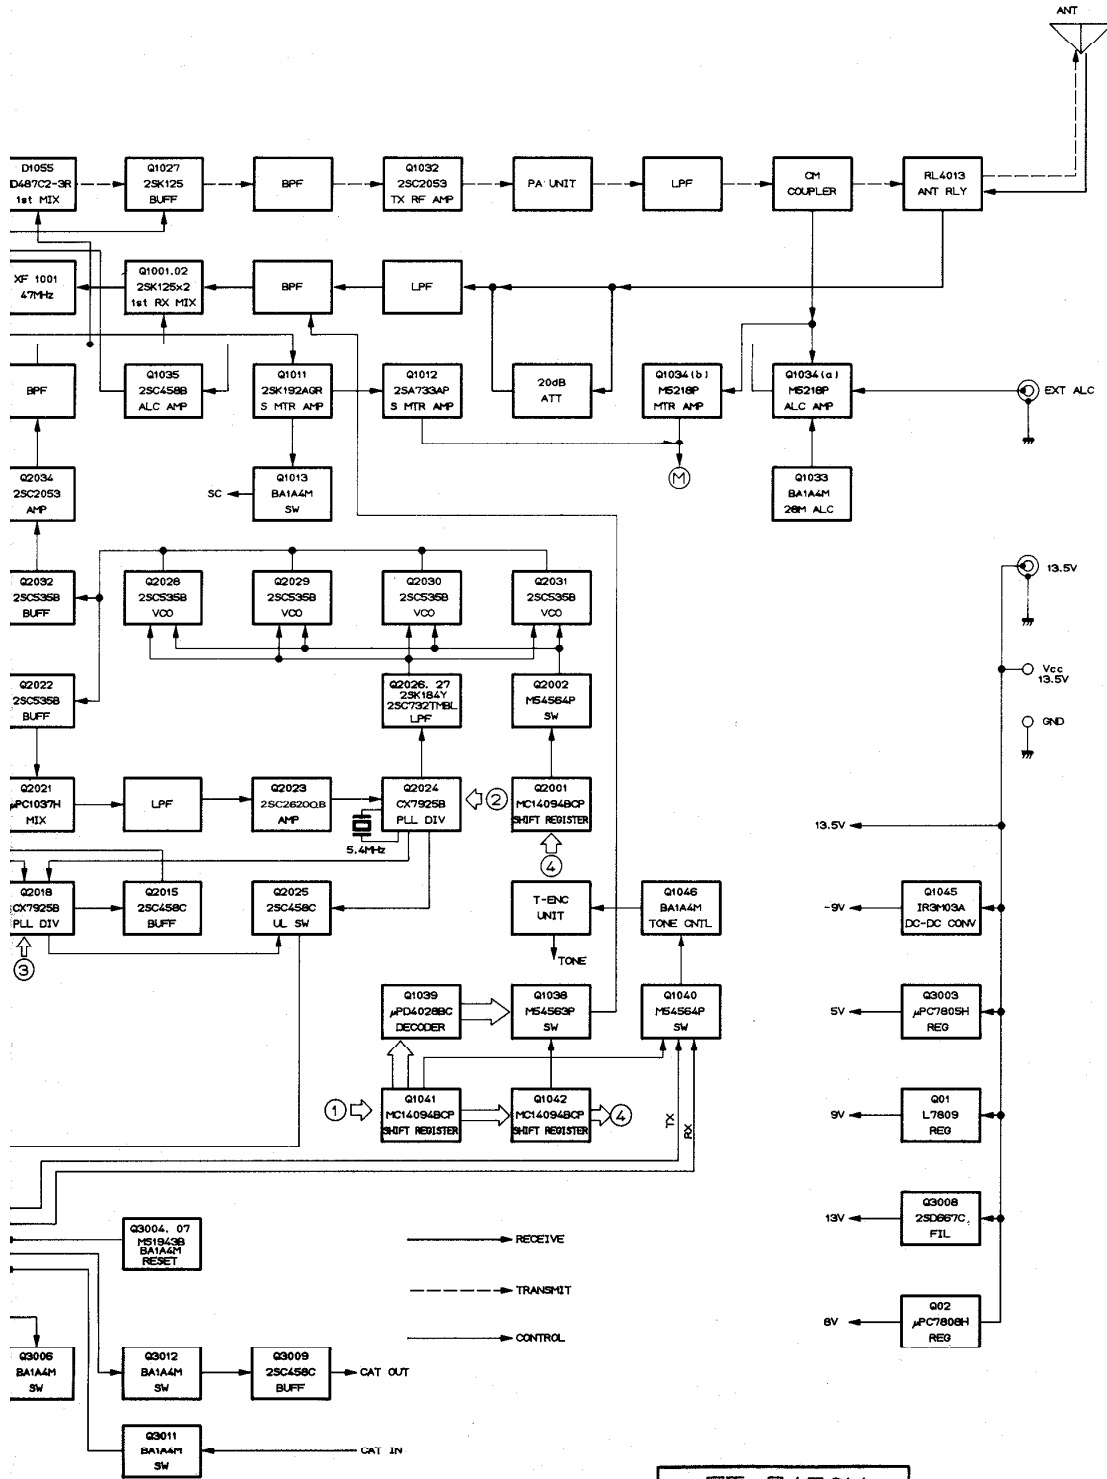 ANT
D1055
D487C2-3R
1st MIX
Q1027
2SK125
BUFF
BPF
Q1032
2SC2053
TX RF AMP
PA UNIT
LPF
CM
COUPLER
RL4013
ANT RLY
XF 1001
47MHz
Q1001.02
2SK125x2
1st RX MIX
BPF
LPF
BPF
Q1035
2SC458B
ALC AMP
Q1011
2SK192AGR
S MTR AMP
Q1012
2SA733AP
S MTR AMP
20dB
ATT
Q1034(b)
M5218P
MTR AMP
Q1034(a)
M5218P
ALC AMP
EXT ALC
Q2034
2SC2053
AMP
SC
Q1013
BA1A4M
SW
M
Q1033
BA1A4M
28M ALC
Q2032
2SC535B
BUFF
Q2028
2SC535B
VCO
Q2029
2SC535B
VCO
Q2030
2SC535B
VCO
Q2031
2SC535B
VCO
13.5V
Q2022
2SC535B
BUFF
Q2026. 27
2SK184Y
2SC732TMBL
LPF
Q2002
M54564P
SW
Vcc
13.5V
GND
Q2021
µPC1037H
MIX
LPF
Q2023
2SC2620QB
AMP
5.4MHz
Q2024
CX7925B
PLL DIV
2
Q2001
MC14094BCP
SHIFT REGISTER
4
13.5V
Q2018
CX7925B
PLL DIV
3
Q2015
2SC458C
BUFF
Q2025
2SC458C
UL SW
T-ENC
UNIT
TONE
Q1046
BA1A4M
TONE CNTL
-9V
Q1045
IR3M03A
DC-DC CONV
Q1039
µPD4028BC
DECODER
Q1038
M54563P
SW
Q1040
M54564P
SW
5V
Q3003
µPC7805H
REG
1
Q1041
MC14094BCP
SHIFT REGISTER
Q1042
MC14094BCP
SHIFT REGISTER
4
TX
RX
9V
Q01
L7809
REG
Q3004. 07
M51943B
BA1A4M
RESET
RECEIVE
TRANSMIT
CONTROL
13V
Q3008
2SD667C
FIL
8V
Q02
µPC7808H
REG
Q3006
BA1A4M
SW
Q3012
BA1A4M
SW
Q3009
2SC458C
BUFF
CAT OUT
Q3011
BA1A4M
SW
CAT IN